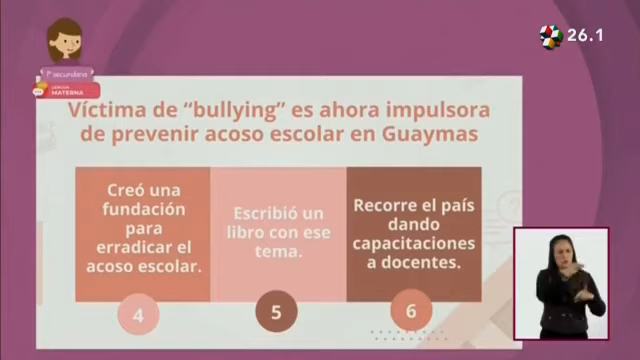 26.1
1° secundaria
LENGUA
MATERNA
Víctima de “bullying” es ahora impulsora
de prevenir acoso escolar en Guaymas
Creó una
fundación
para
erradicar el
acoso escolar.
Escribió un
libro con ese
tema.
Recorre el país
dando
capacitaciones
a docentes.
4
5
6